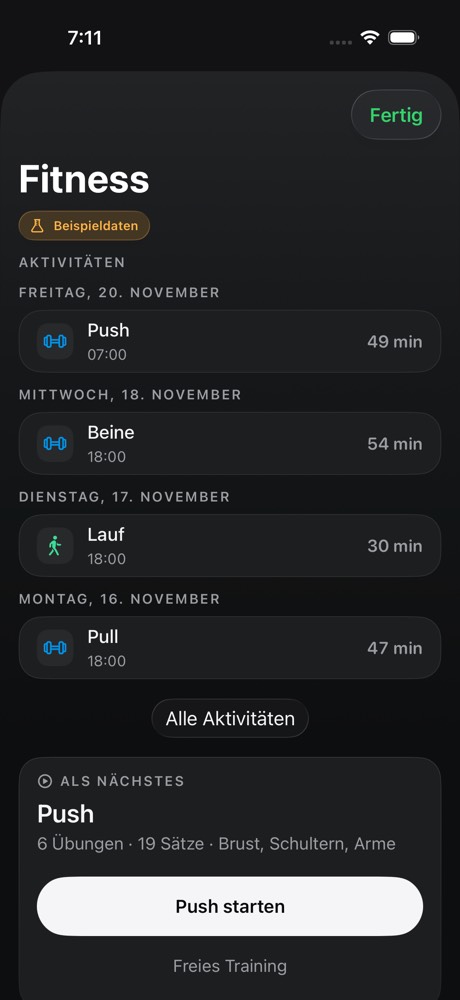 7:11
Fertig
Fitness
Beispieldaten
AKTIVITÄTEN
FREITAG, 20. NOVEMBER
Push
07:00
49 min
MITTWOCH, 18. NOVEMBER
Beine
18:00
54 min
DIENSTAG, 17. NOVEMBER
Lauf
18:00
30 min
MONTAG, 16. NOVEMBER
Pull
18:00
47 min
Alle Aktivitäten
ALS NÄCHSTES
Push
6 Übungen · 19 Sätze · Brust, Schultern, Arme
Push starten
Freies Training